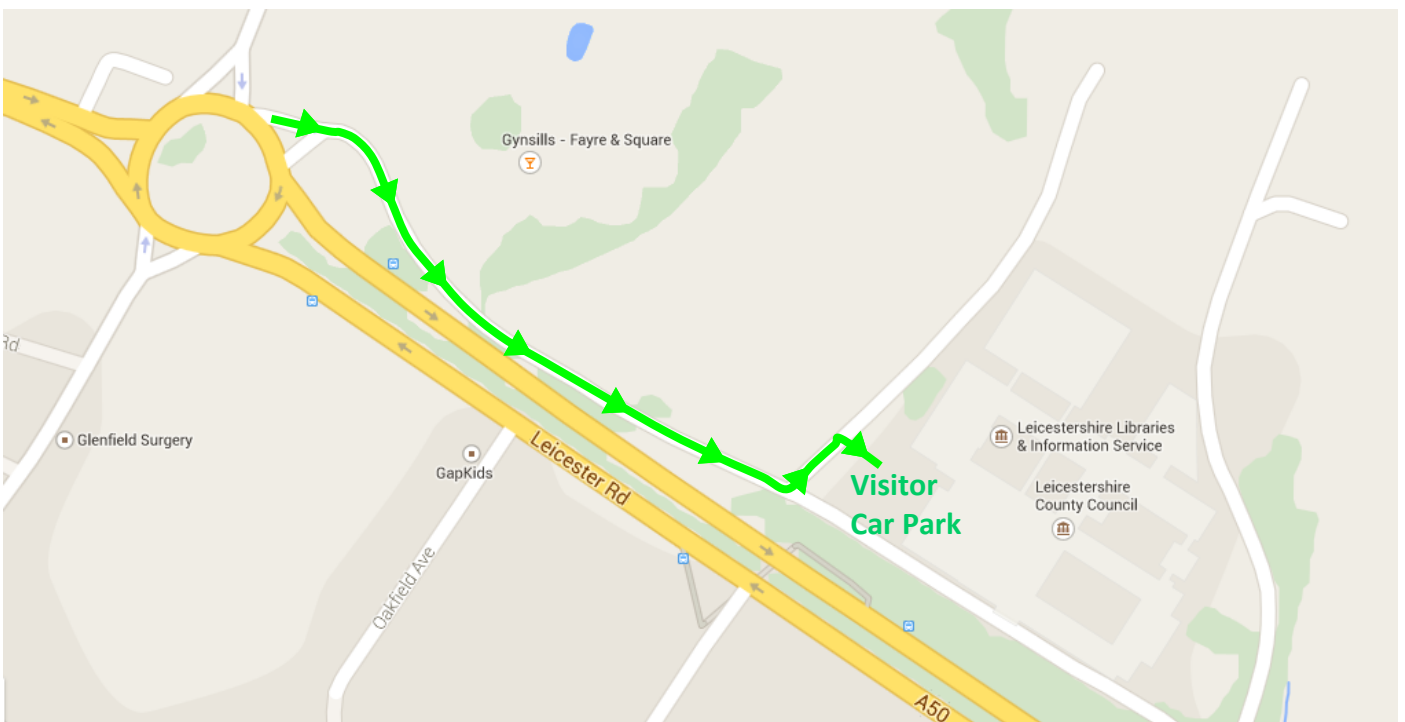 Gynsills - Fayre & Square
Rd
Glenfield Surgery
GapKids
Leicester Rd
Oakfield Ave
Leicestershire Libraries
& Information Service
Leicestershire
County Council
Visitor
Car Park
A50